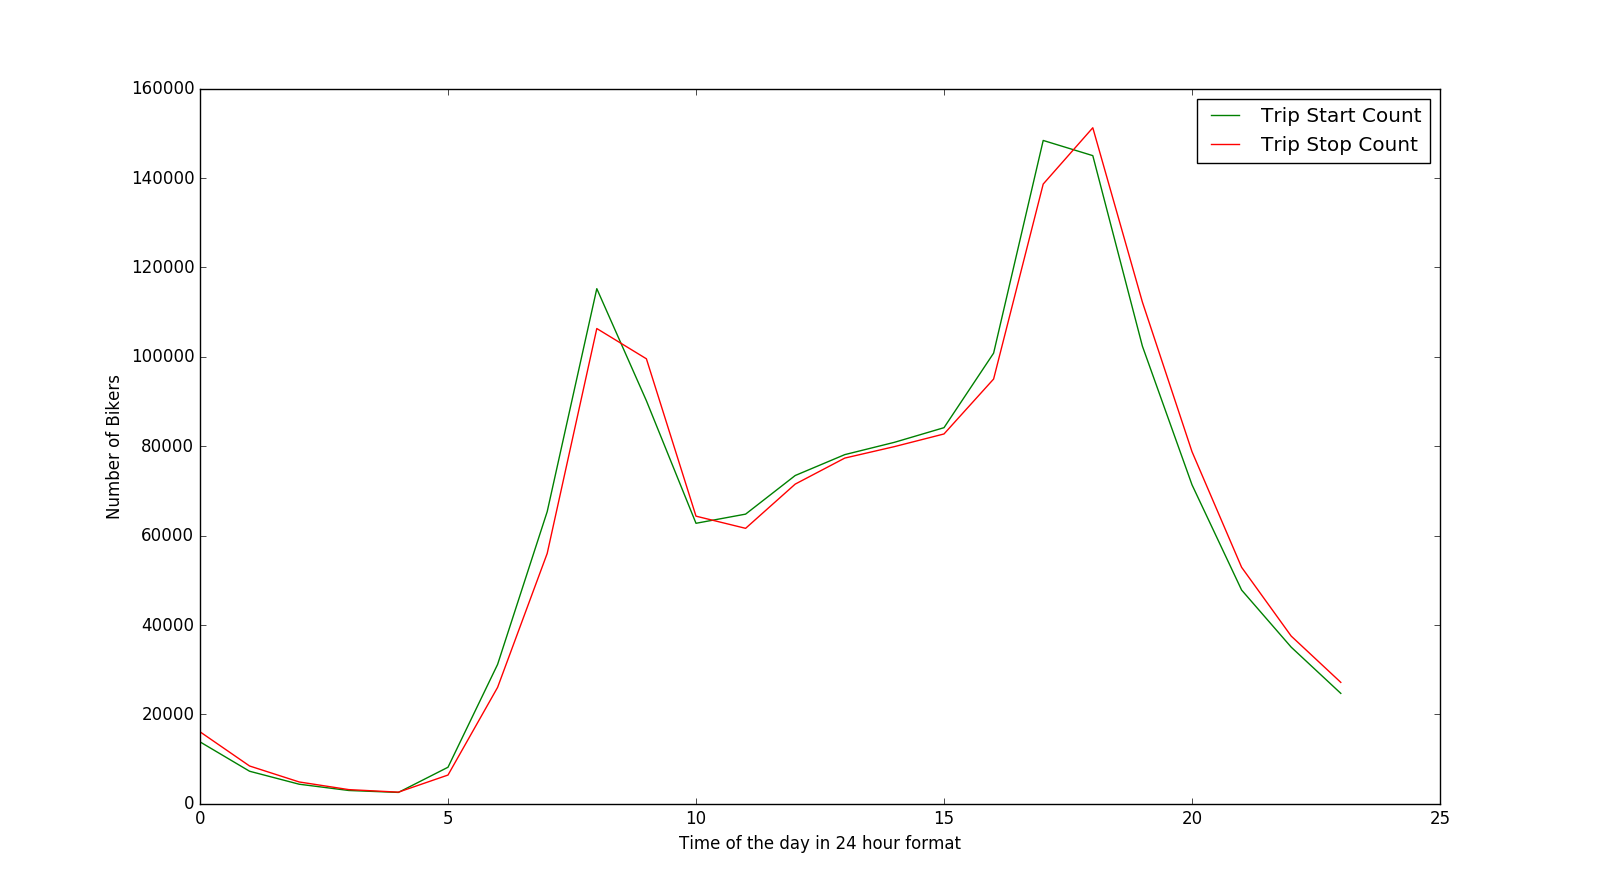 160000
140000
120000
100000
80000
60000
40000
20000
0
Number of Bikers
Trip Start Count
Trip Stop Count
0 5 10 15 20 25
Time of the day in 24 hour format